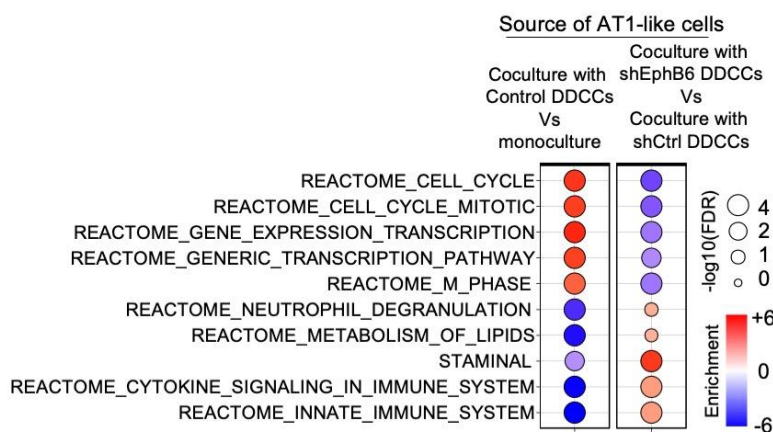 Source of AT1-like cells
Coculture with
Control DDCCs
Vs
monoculture
Coculture with
shEphB6 DDCCs
Vs
Coculture with
shCtrl DDCCs
REACTOME_CELL_CYCLE
REACTOME_CELL_CYCLE_MITOTIC
REACTOME_GENE_EXPRESSION_TRANSCRIPTION
REACTOME_GENERIC_TRANSCRIPTION_PATHWAY
REACTOME_M_PHASE
REACTOME_NEUTROPHIL_DEGRANULATION
REACTOME_METABOLISM_OF_LIPIDS
STAMINAL
REACTOME_CYTOKINE_SIGNALING_IN_IMMUNE_SYSTEM
REACTOME_INNATE_IMMUNE_SYSTEM
-log10(FDR)
4
2
1
0
Enrichment
+6
0
-6